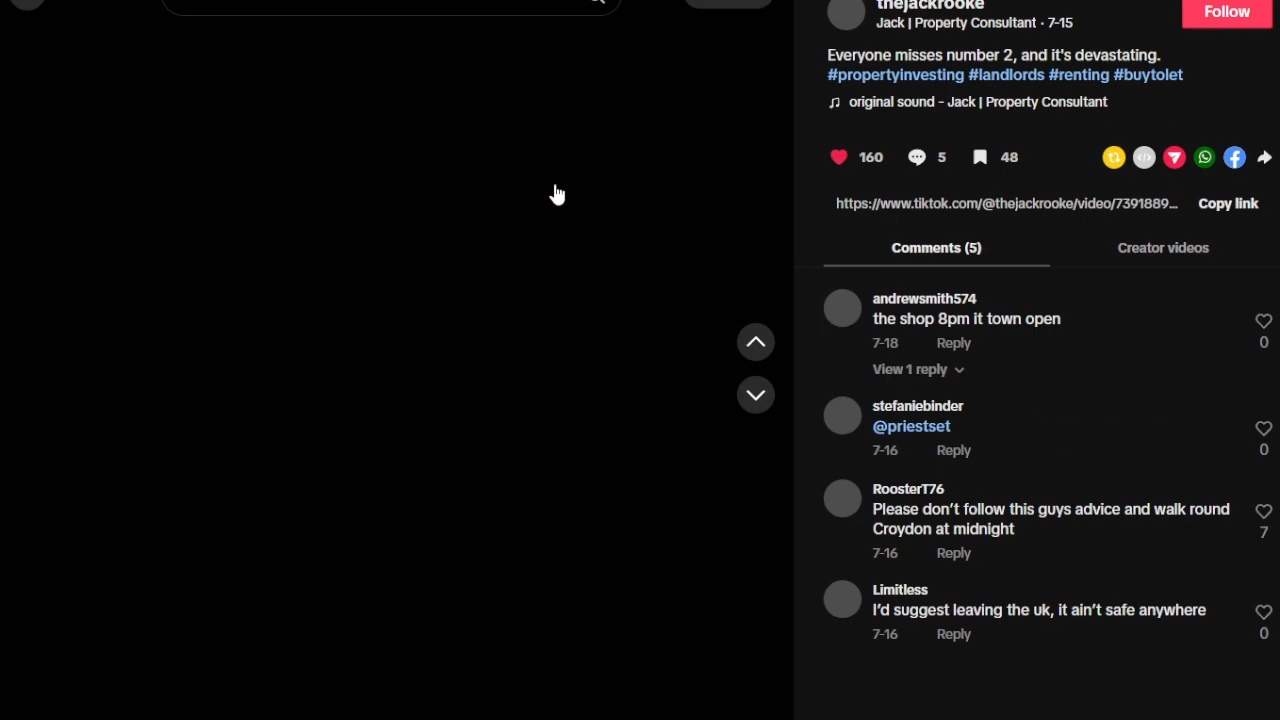 thejackrooke
Jack | Property Consultant · 7-15
Follow
Everyone misses number 2, and it's devastating.
#propertyinvesting #landlords #renting #buytolet
original sound - Jack | Property Consultant
160 5 48
https://www.tiktok.com/@thejackrooke/video/7391889... Copy link
Comments (5) Creator videos
andrewsmith574
the shop 8pm it town open
7-18 Reply
0
View 1 reply
stefaniebinder
@priestset
7-16 Reply
0
RoosterT76
Please don't follow this guys advice and walk round
Croydon at midnight
7
7-16 Reply
Limitless
I'd suggest leaving the uk, it ain't safe anywhere
7-16 Reply
0